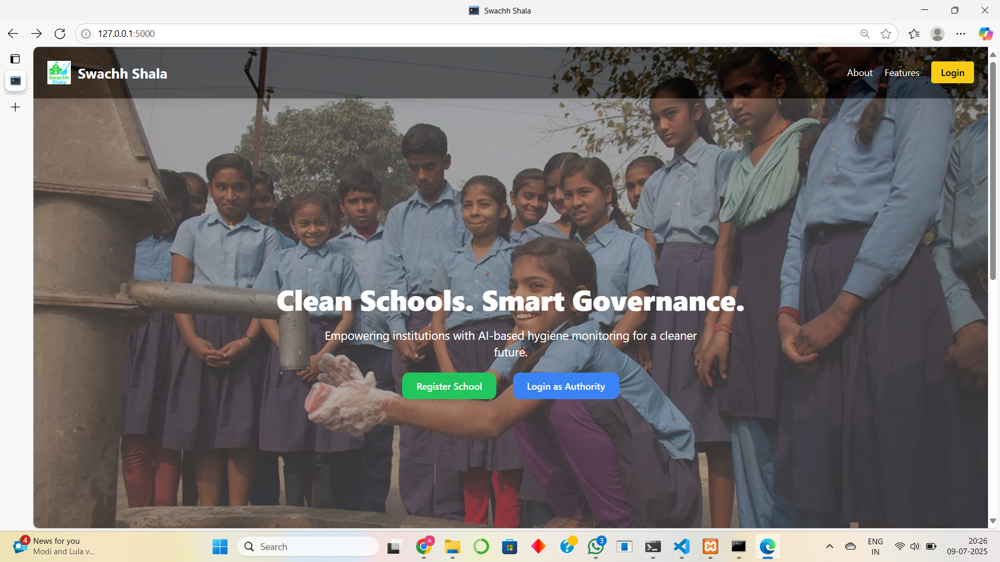 Swachh Shala
127.0.0.1:5000
Swachh
Shala
Swachh Shala
About
Features
Login
Clean Schools. Smart Governance.
Empowering institutions with AI-based hygiene monitoring for a cleaner
future.
Register School
Login as Authority
4
News for you
Modi and Lula v...
Search
A
3
ENG
IN
20:26
09-07-2025